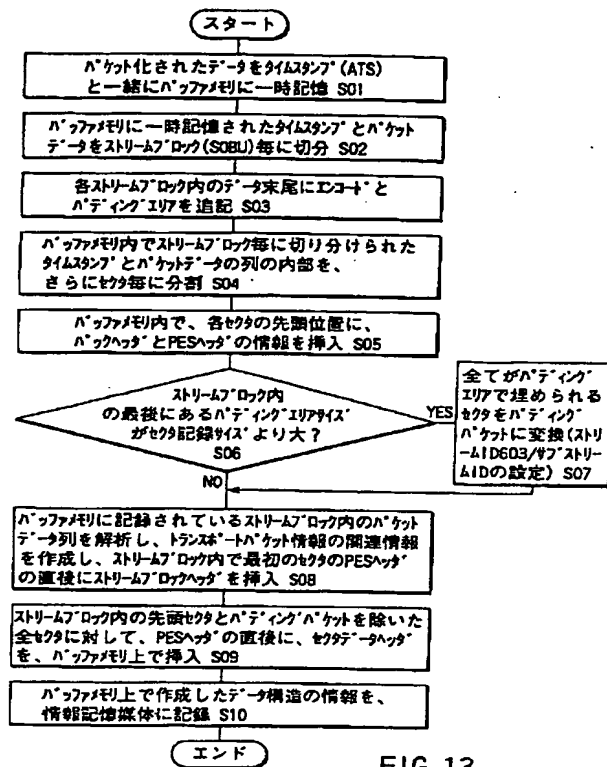 スタート
パケット化されたデータをタイムスタンプ(ATS)
と一緒にバッファメモリに一時記憶 S01
バッファメモリに一時記憶されたタイムスタンプとパケット
データをストリームブロック(SOBU)毎に切分 S02
各ストリームブロック内のデータ末尾にエンコードと
パディングエリアを追記 S03
バッファメモリ内でストリームブロック毎に切り分けられた
タイムスタンプとパケットデータの列の内部を、
さらにセクタ毎に分割 S04
バッファメモリ内で、各セクタの先頭位置に、
パックヘッダとPESヘッダの情報を挿入 S05
ストリームブロック内
の最後にあるパディングエリアサイズ
がセクタ記録サイズより大?
S06
YES
NO
全てがパディング
エリアで埋められる
セクタをパディング
パケットに変換(ストリ
ームID603/サブストリ
ームIDの設定) S07
バッファメモリに記録されているストリームブロック内のパケット
データ列を解析し、トランスポートパケット情報の関連情報
を作成し、ストリームブロック内で最初のセクタのPESヘッダ
の直後にストリームブロックヘッダを挿入 S08
ストリームブロック内の先頭セクタとパディングパケットを除いた
全セクタに対して、PESヘッダの直後に、セクタデータヘッダ
を、バッファメモリ上で挿入 S09
バッファメモリ上で作成したデータ構造の情報を、
情報記憶媒体に記録 S10
エンド